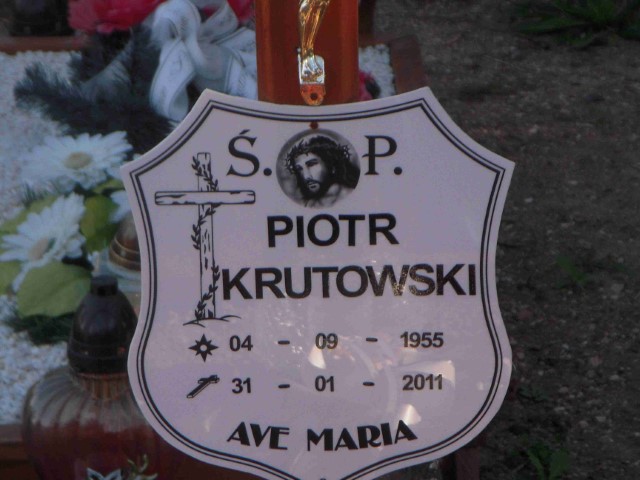 Ś. P.
PIOTR
KRUTOWSKI
04 - 09 - 1955
31 - 01 - 2011
AVE MARIA